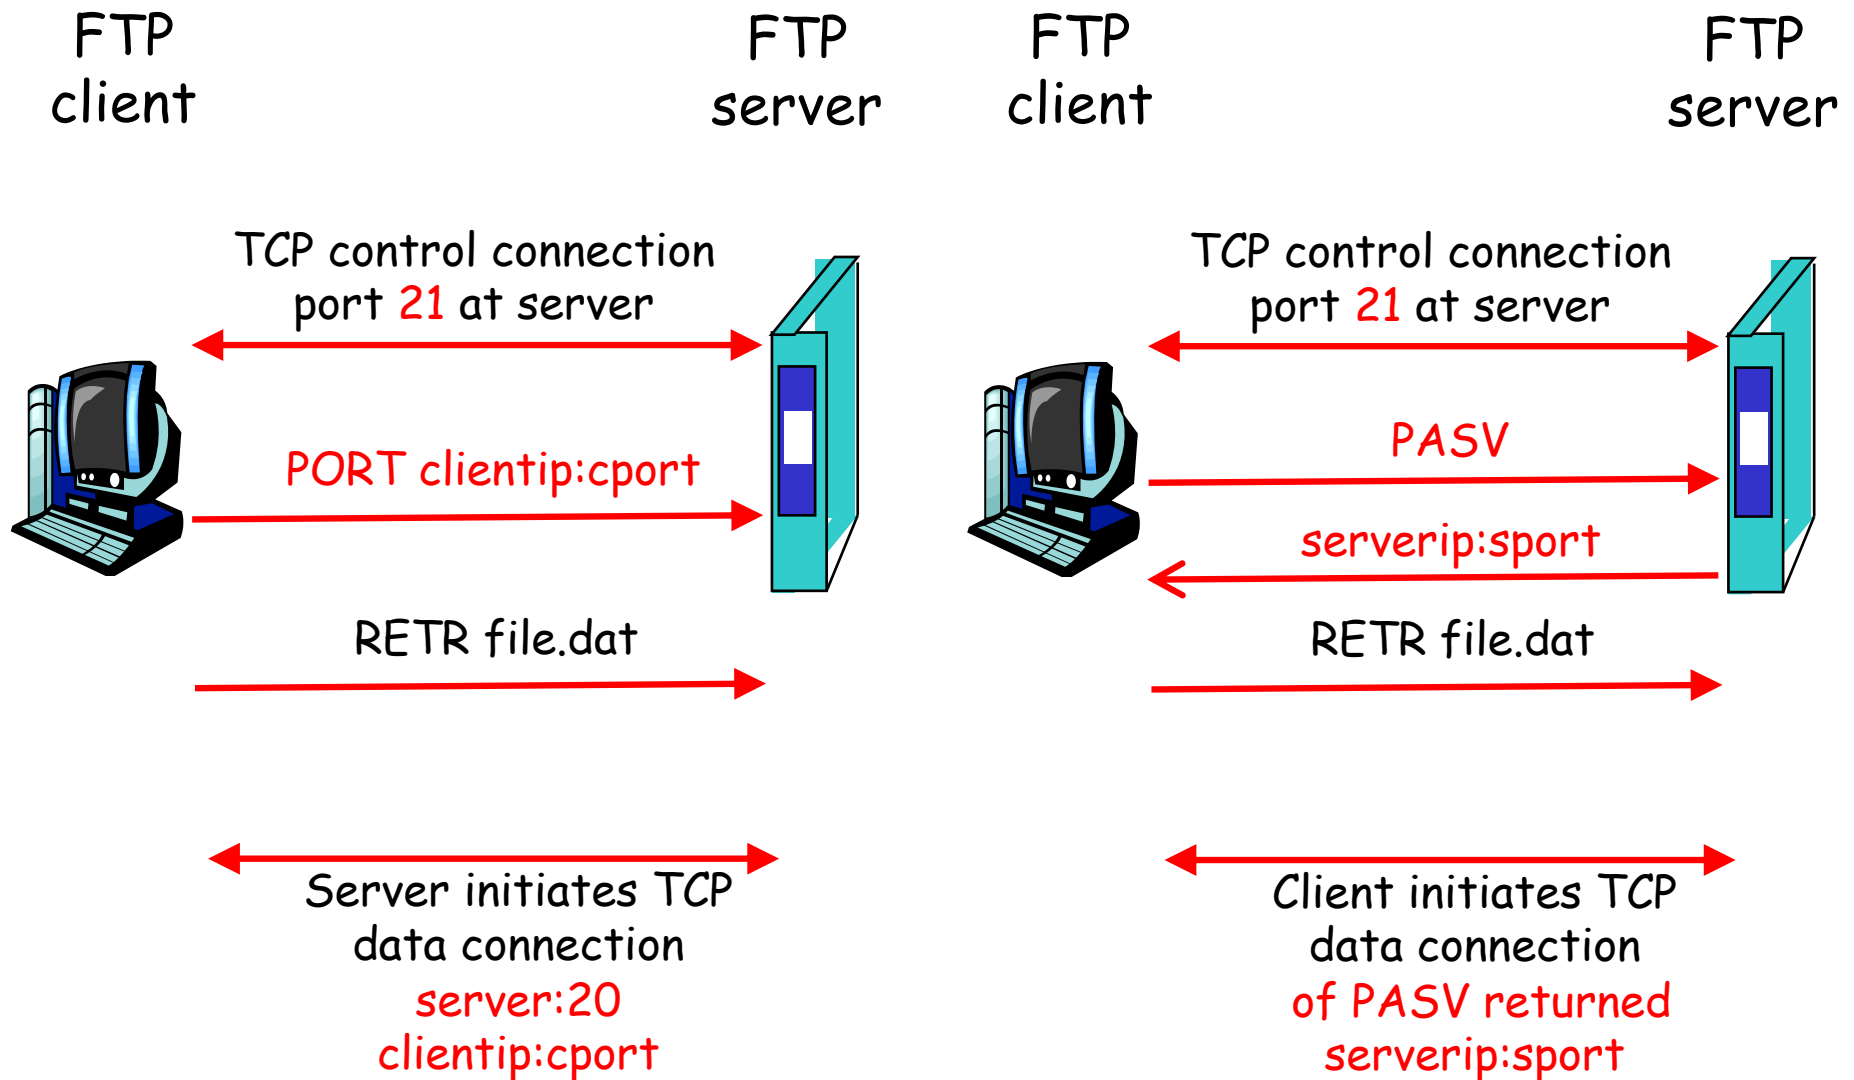 FTP
client
FTP
server
TCP control connection
port 21 at server
PORT clientip:cport
RETR file.dat
Server initiates TCP
data connection
server:20
clientip:cport
FTP
client
FTP
server
TCP control connection
port 21 at server
PASV
serverip:sport
RETR file.dat
Client initiates TCP
data connection
of PASV returned
serverip:sport